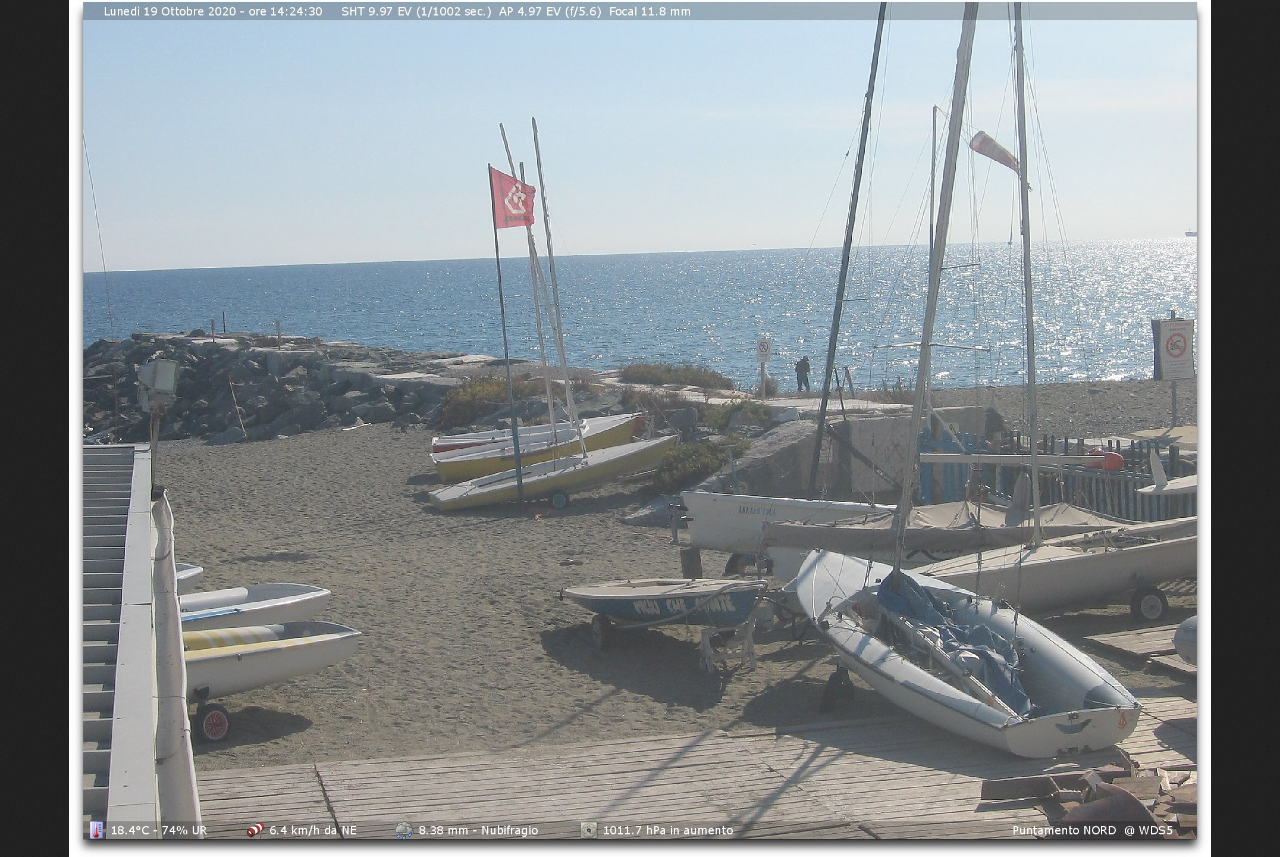 Lunedi 19 Ottobre 2020 - ore 14:24:30 SHT 9.97 EV (1/1002 sec.) AP 4.97 EV (f/5.6) Focal 11.8 mm
18.4°C - 74% UR 6.4 km/h da NE 8.38 mm - Nubifragio 1011.7 hPa in aumento Puntamento NORD @ WDS5